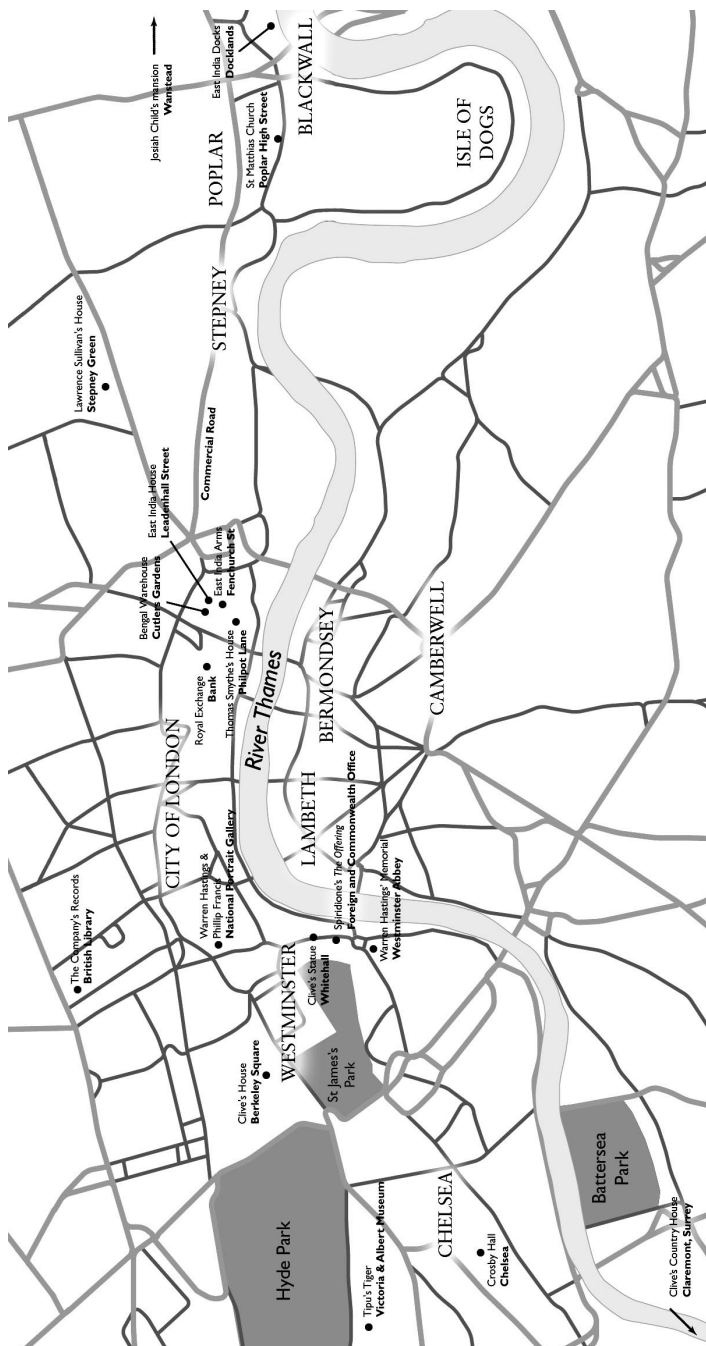 Josiah Child's mansion
Wanstead
East India Docks
Docklands
BLACKWALL
POPLAR
St Matthias Church
Poplar High Street
ISLE OF
DOGS
STEPNEY
Lawrence Sullivan's House
Stepney Green
Commercial Road
East India House
Leadenhall Street
Bengal Warehouse
Cutlers Gardens
East India Arms
Fenchurch St
Thomas Smythe's House
Philpot Lane
Royal Exchange
Bank
River Thames
BERMONDSEY
CAMBERWELL
CITY OF LONDON
LAMBETH
Warren Hastings &
Phillip Francis
National Portrait Gallery
The Company's Records
British Library
Spiridione's The Offering
Foreign and Commonwealth Office
Warren Hastings' Memorial
Westminster Abbey
Clive's Statue
Whitehall
WESTMINSTER
St James's
Park
Clive's House
Berkeley Square
Hyde Park
Tipu's Tiger
Victoria & Albert Museum
CHELSEA
Crosby Hall
Chelsea
Battersea
Park
Clive's Country House
Claremont, Surrey